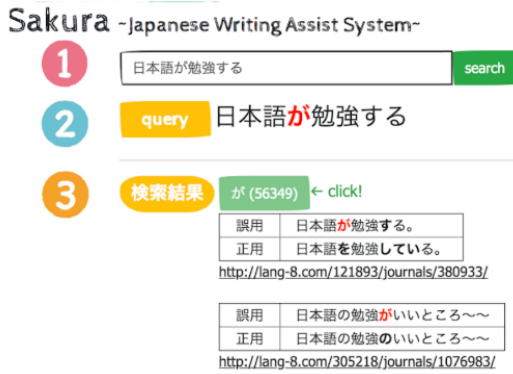 Sakura ~Japanese Writing Assist System~
1 日本語が勉強する search
2 query 日本語が勉強する
3 検索結果 が (56349) ← click!
誤用 日本語が勉強する。
正用 日本語を勉強している。
http://lang-8.com/121893/journals/380933/
誤用 日本語の勉強がいいところ〜〜
正用 日本語の勉強のいいところ〜〜
http://lang-8.com/305218/journals/1076983/